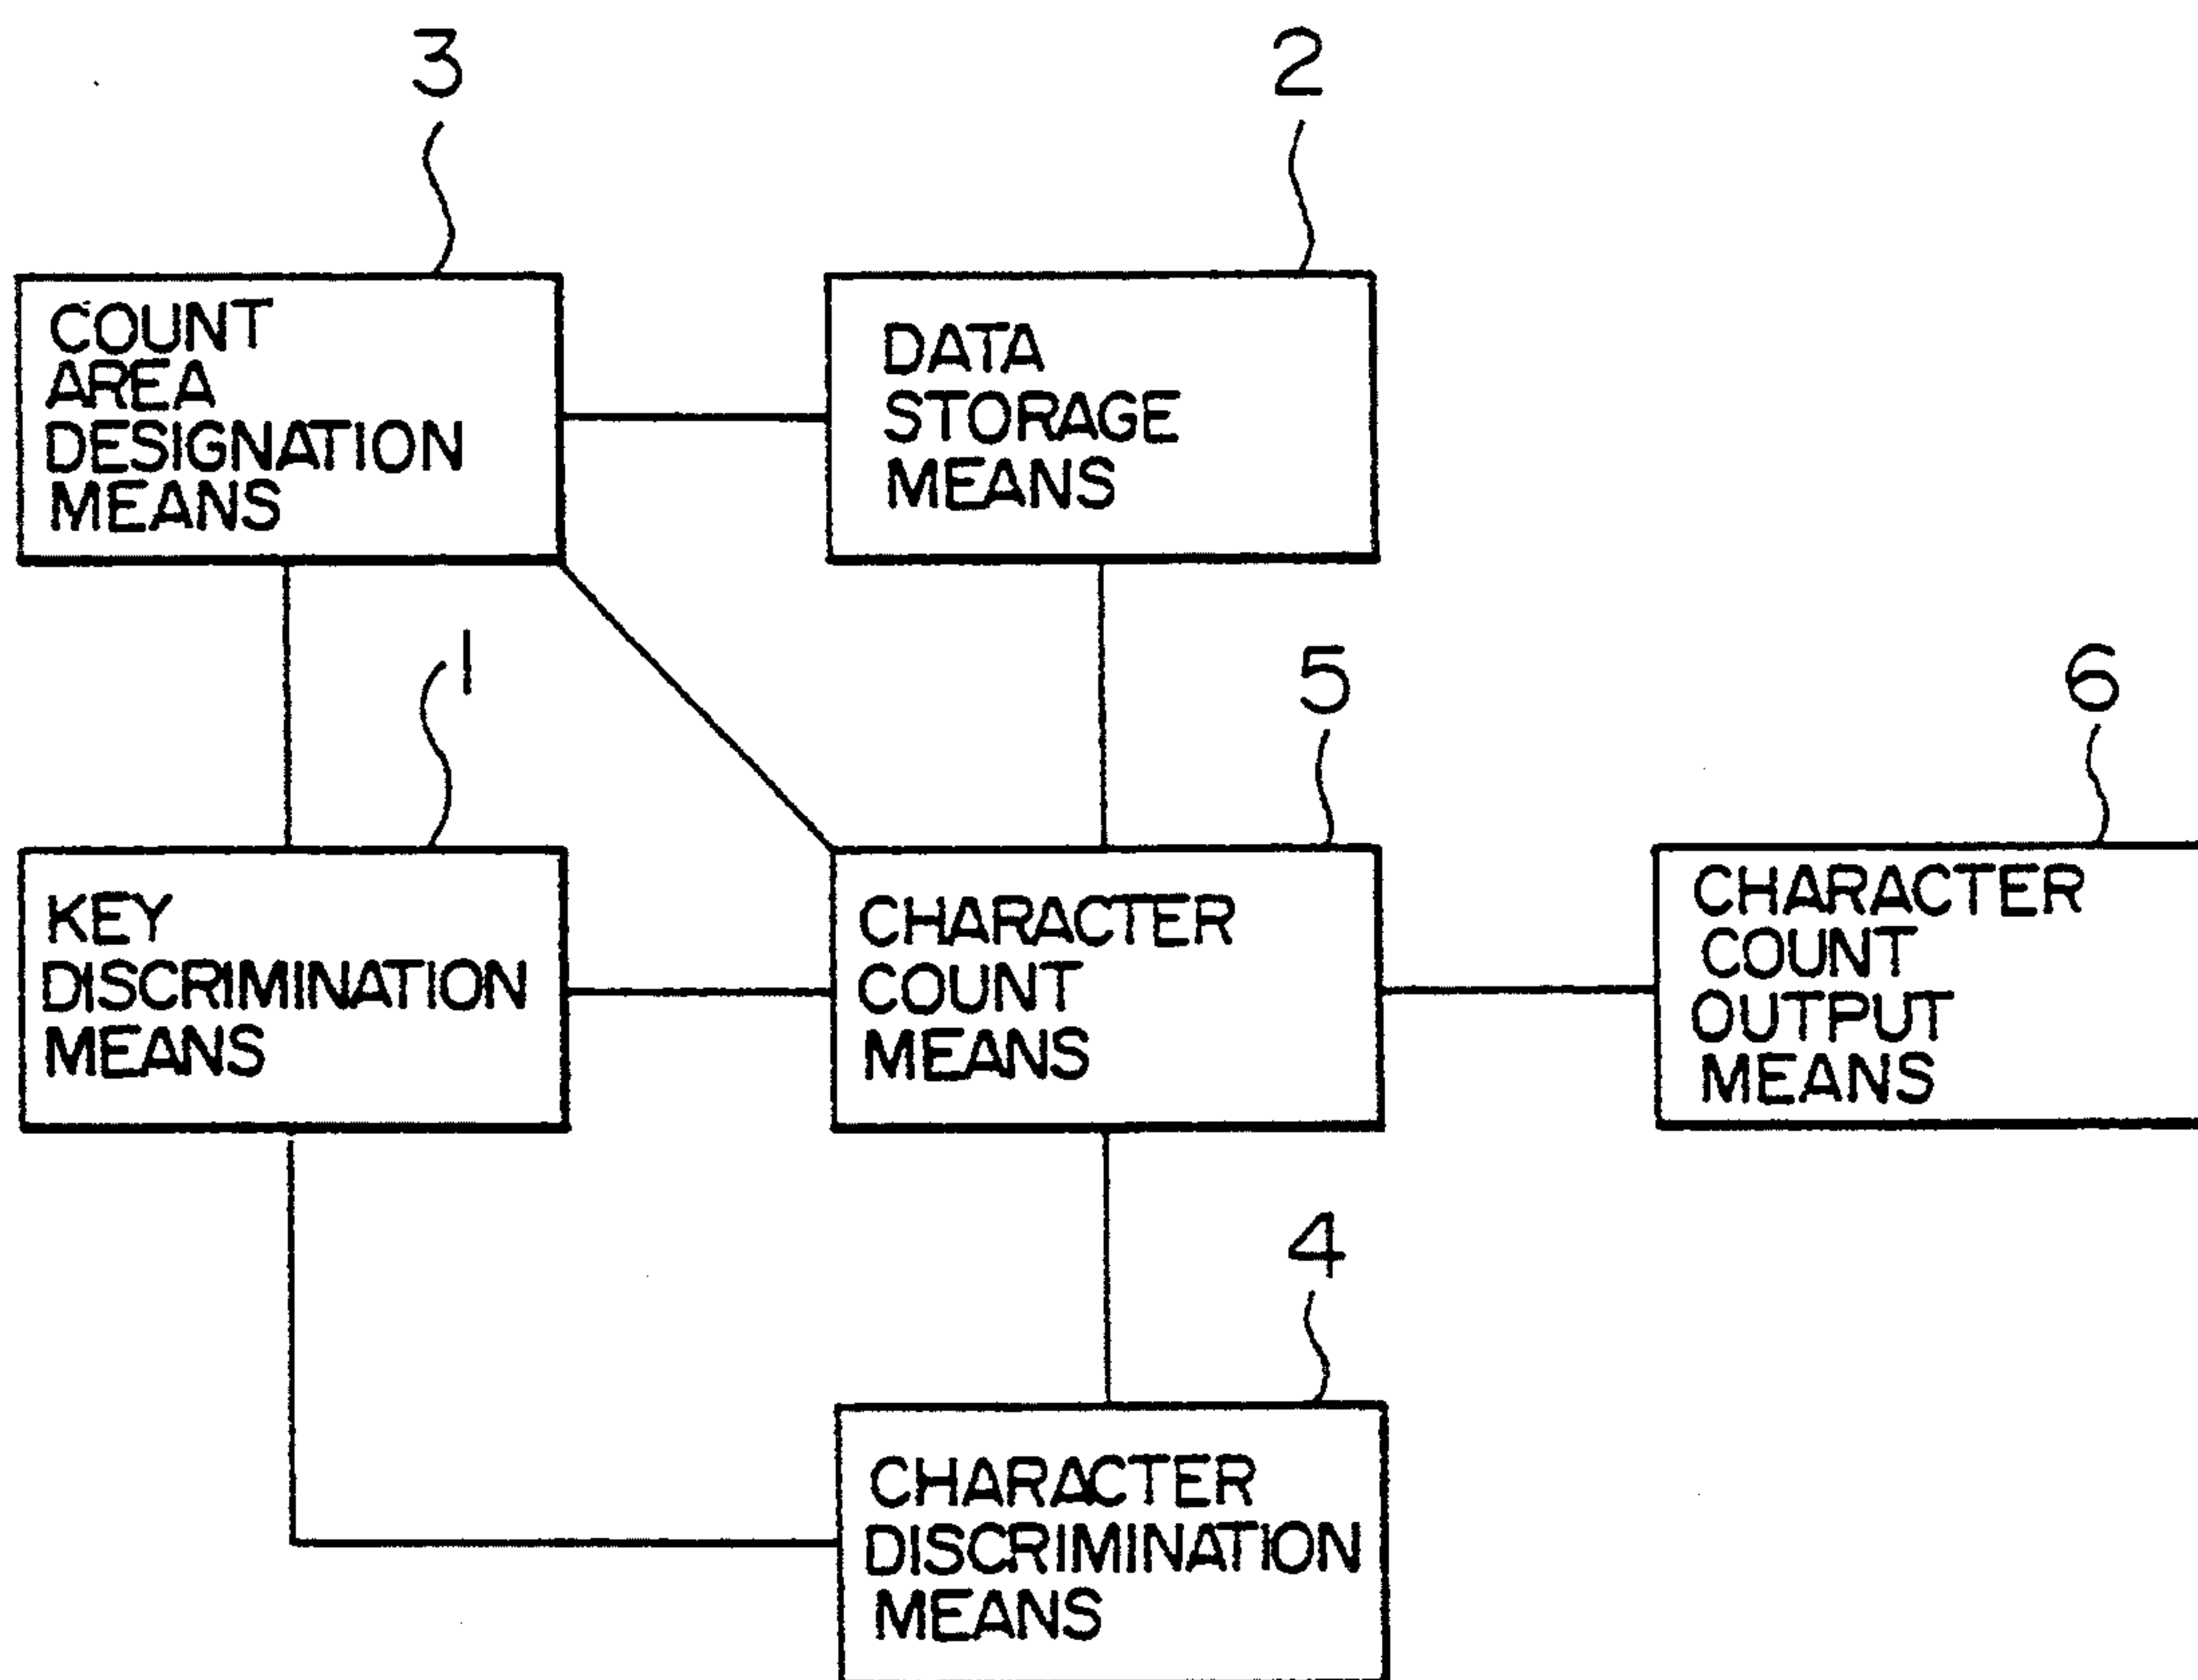 3
2
COUNT
AREA
DESIGNATION
MEANS
DATA
STORAGE
MEANS
1
5
6
KEY
DISCRIMINATION
MEANS
CHARACTER
COUNT
MEANS
CHARACTER
COUNT
OUTPUT
MEANS
4
CHARACTER
DISCRIMINATION
MEANS